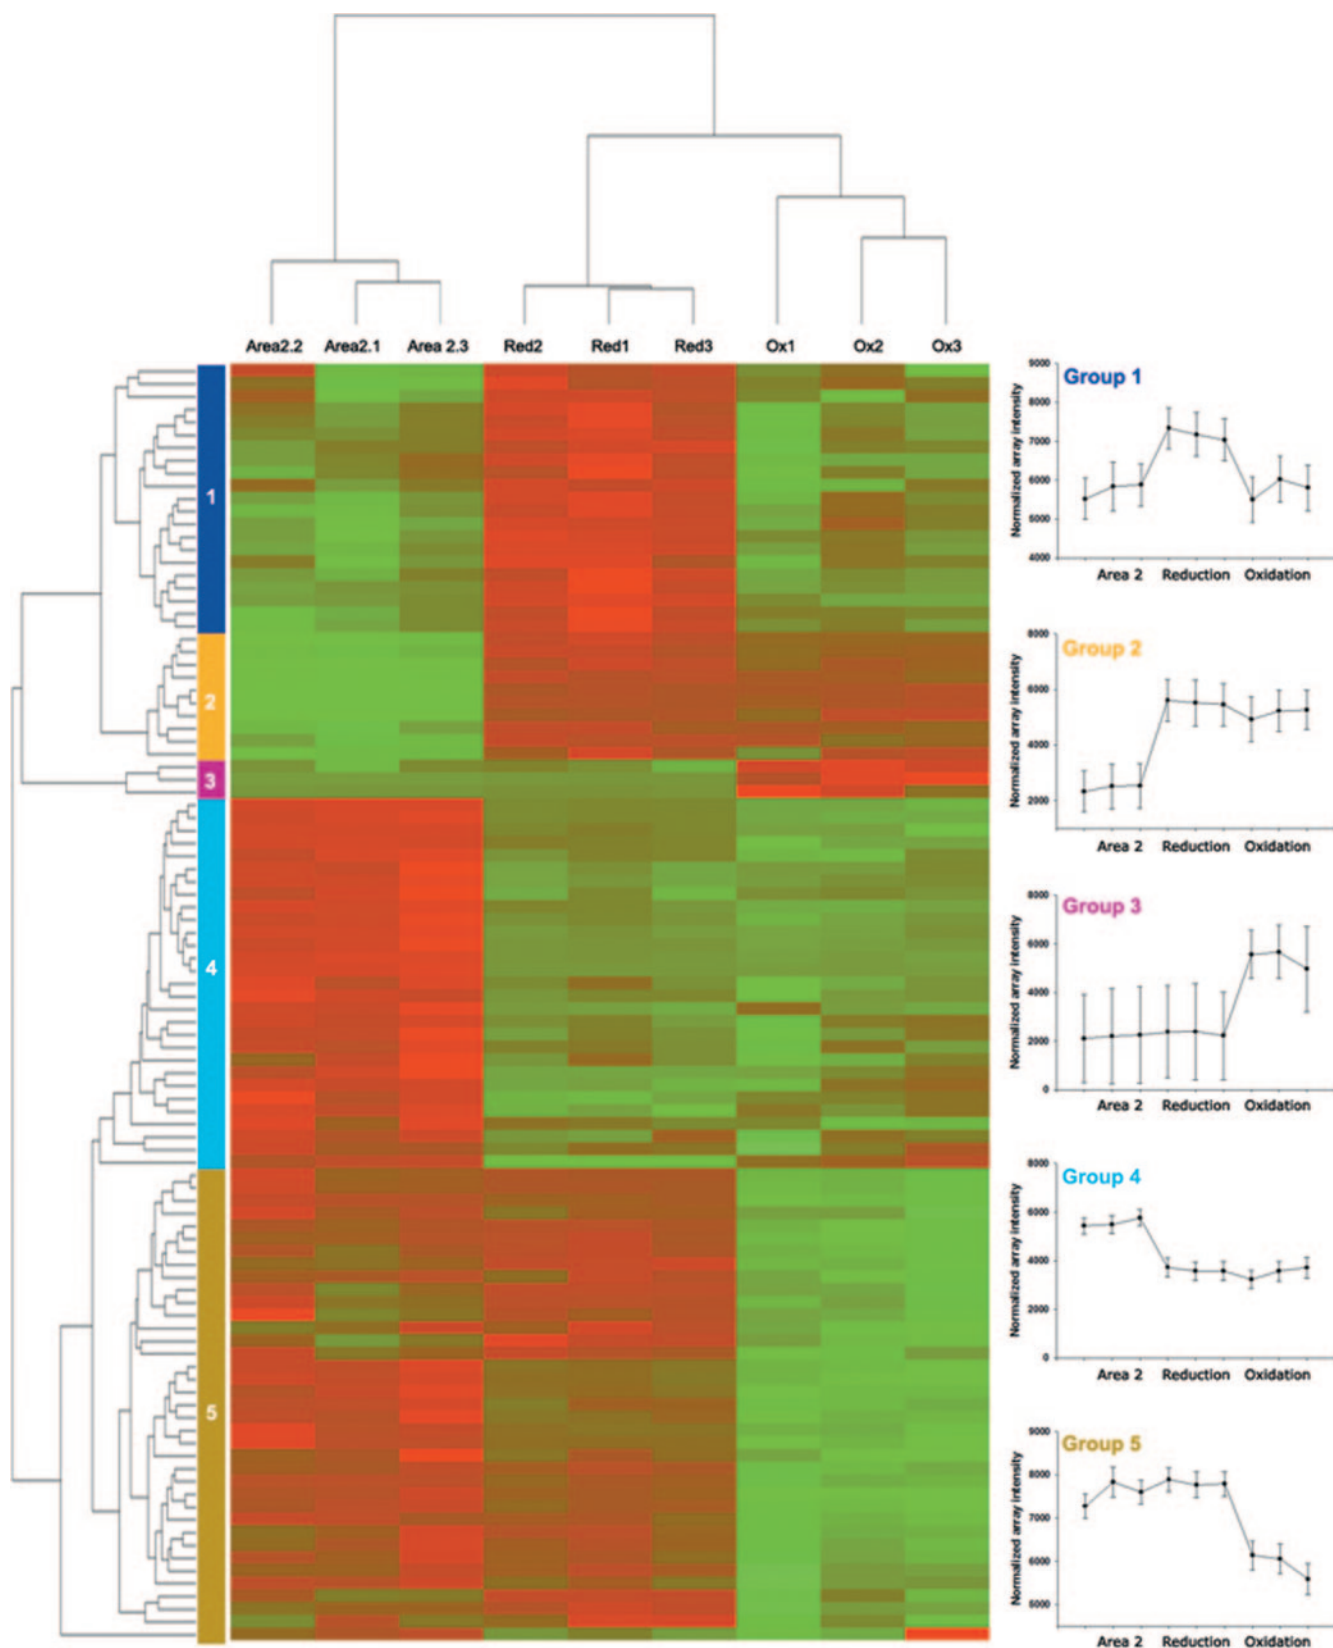 Area2.2 Area2.1 Area 2.3 Red2 Red1 Red3 Ox1 Ox2 Ox3
1
2
3
4
5
Group 1
Normalized array intensity
9000
8000
7000
6000
5000
4000
Area 2 Reduction Oxidation
Group 2
Normalized array intensity
8000
6000
4000
2000
Area 2 Reduction Oxidation
Group 3
Normalized array intensity
8000
6000
4000
2000
0
Area 2 Reduction Oxidation
Group 4
Normalized array intensity
8000
6000
4000
2000
0
Area 2 Reduction Oxidation
Group 5
Normalized array intensity
9000
8000
7000
6000
5000
Area 2 Reduction Oxidation